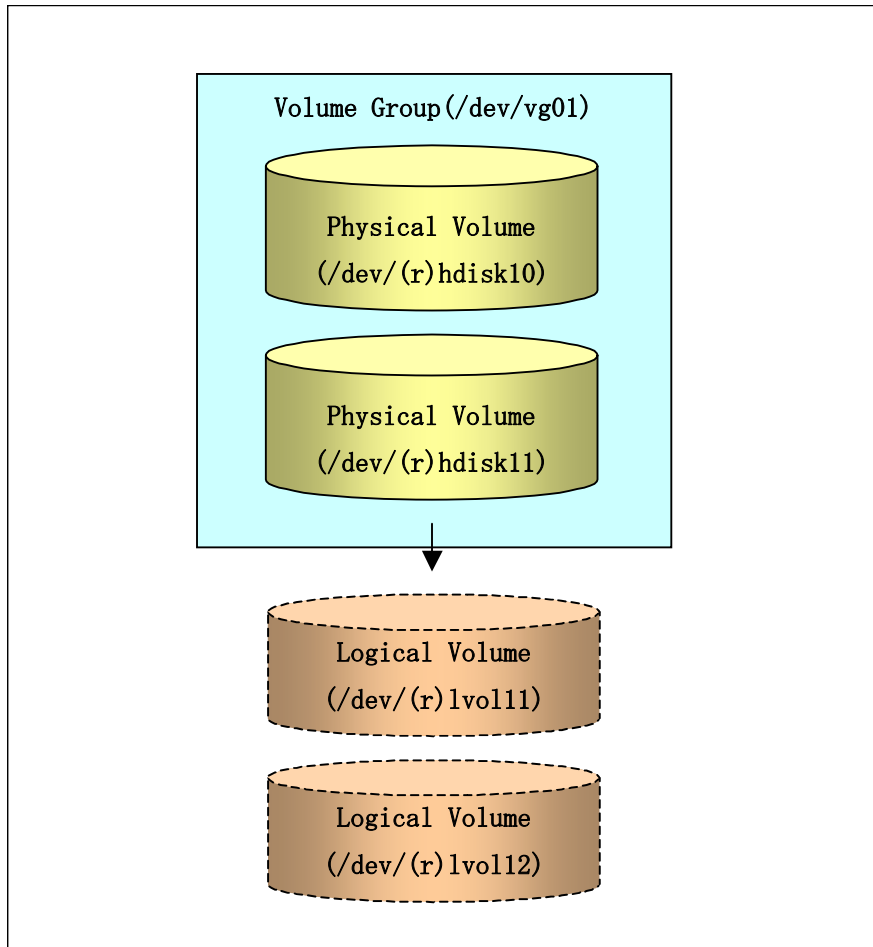 Volume Group(/dev/vg01)
Physical Volume
(/dev/(r)hdisk10)
Physical Volume
(/dev/(r)hdisk11)
Logical Volume
(/dev/(r)lvol11)
Logical Volume
(/dev/(r)lvol12)